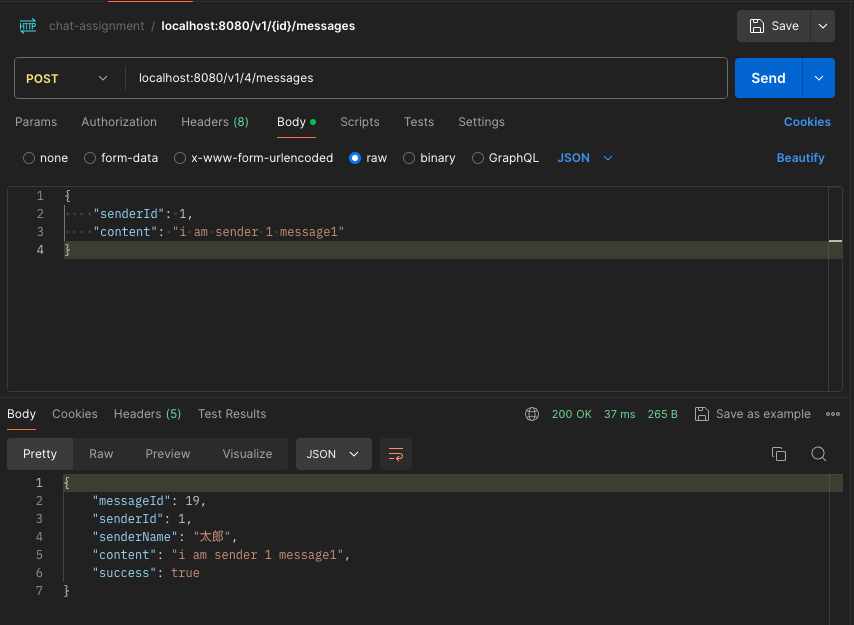 HTTP chat-assignment / localhost:8080/v1/{id}/messages Save
POST localhost:8080/v1/4/messages Send
Params Authorization Headers (8) Body Scripts Tests Settings Cookies
none form-data x-www-form-urlencoded raw binary GraphQL JSON Beautify
1 {
2 "senderId": 1,
3 "content": "i am sender 1 message1"
4 }
Body Cookies Headers (5) Test Results 200 OK 37 ms 265 B Save as example
Pretty Raw Preview Visualize JSON
1 {
2 "messageId": 19,
3 "senderId": 1,
4 "senderName": "太郎",
5 "content": "i am sender 1 message1",
6 "success": true
7 }